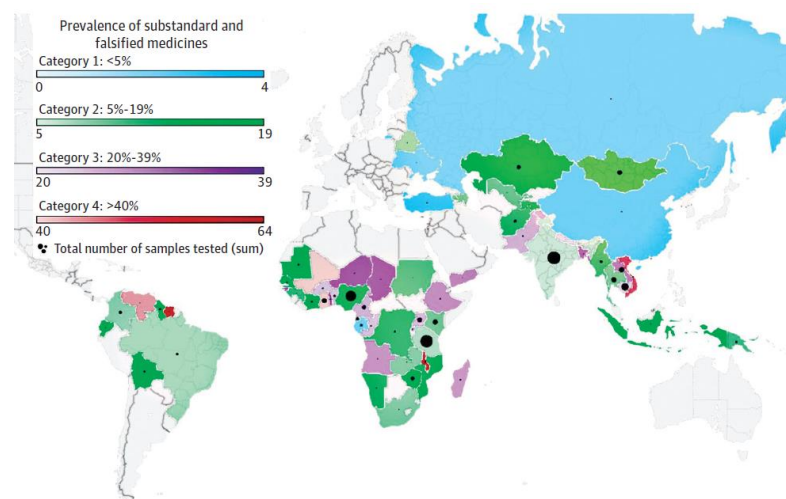 Prevalence of substandard and
falsified medicines
Category 1: <5%
0 4
Category 2: 5%-19%
5 19
Category 3: 20%-39%
20 39
Category 4: >40%
40 64
Total number of samples tested (sum)